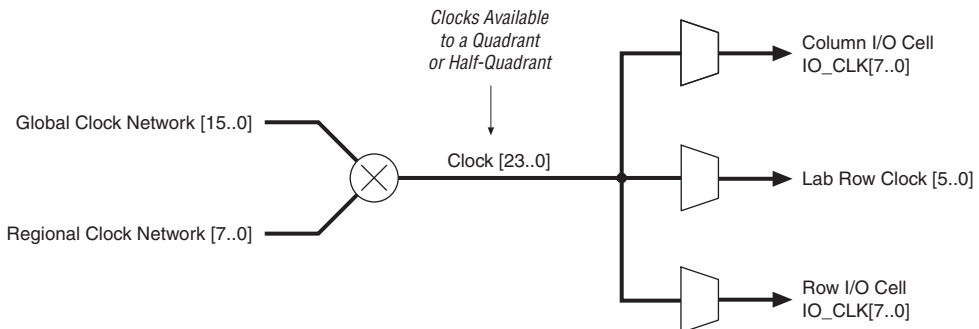 Clocks Available
to a Quadrant
or Half-Quadrant
Column I/O Cell
IO_CLK[7..0]
Global Clock Network [15..0]
Clock [23..0]
Lab Row Clock [5..0]
Regional Clock Network [7..0]
Row I/O Cell
IO_CLK[7..0]